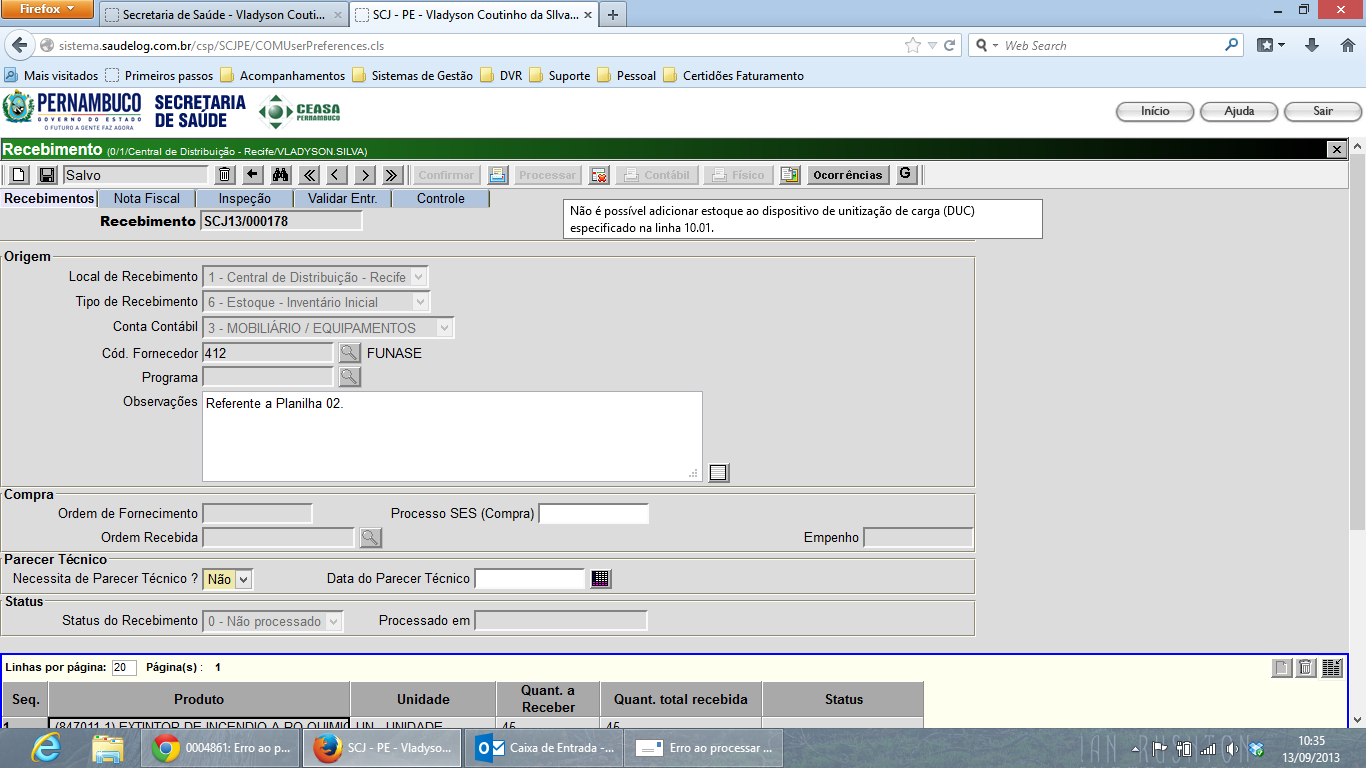 Firefox
Secretaria de Saúde - Vladyson Couti...
SCJ - PE - Vladyson Coutinho da SIlva...
sistema.saudelog.com.br/csp/SCJPE/COMUserPreferences.cls
Web Search
Mais visitados
Primeiros passos
Acompanhamentos
Sistemas de Gestão
DVR
Suporte
Pessoal
Certidões Faturamento
PERNAMBUCO
GOVERNO DO ESTADO
O FUTURO A GENTE FAZ AGORA
SECRETARIA
DE SAÚDE
CEASA
PERNAMBUCO
Início
Ajuda
Sair
Recebimento (0/1/Central de Distribuição - Recife/VLADYSON.SILVA)
Salvo
Confirmar
Processar
Contábil
Físico
Ocorrências
G
Recebimentos
Nota Fiscal
Inspeção
Validar Entr.
Controle
Recebimento SCJ13/000178
Não é possível adicionar estoque ao dispositivo de unitização de carga (DUC)
especificado na linha 10.01.
Origem
Local de Recebimento 1 - Central de Distribuição - Recife
Tipo de Recebimento 6 - Estoque - Inventário Inicial
Conta Contábil 3 - MOBILIÁRIO / EQUIPAMENTOS
Cód. Fornecedor 412 FUNASE
Programa
Observações Referente a Planilha 02.
Compra
Ordem de Fornecimento Processo SES (Compra)
Ordem Recebida Empenho
Parecer Técnico
Necessita de Parecer Técnico ? Não Data do Parecer Técnico
Status
Status do Recebimento 0 - Não processado Processado em
Linhas por página: 20 Página(s) : 1
Seq. Produto Unidade Quant. a Receber Quant. total recebida Status
1 (847011.1) EXTINTOR DE INCENDIO A PO QUIMIC UN - UNIDADE 45 45
0004861: Erro ao p...
SCJ - PE - Vladyso...
Caixa de Entrada -...
Erro ao processar ...
10:35
13/09/2013